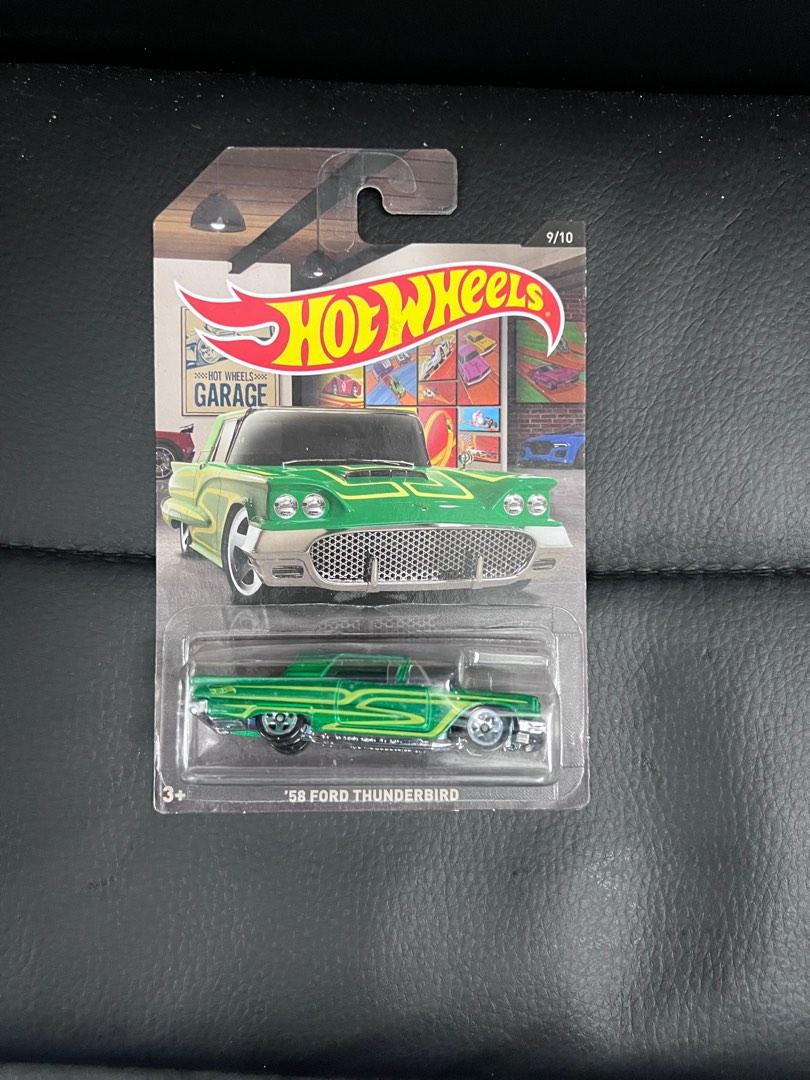 9/10
HOT WHEELS
HOT WHEELS
GARAGE
3+
'58 FORD THUNDERBIRD